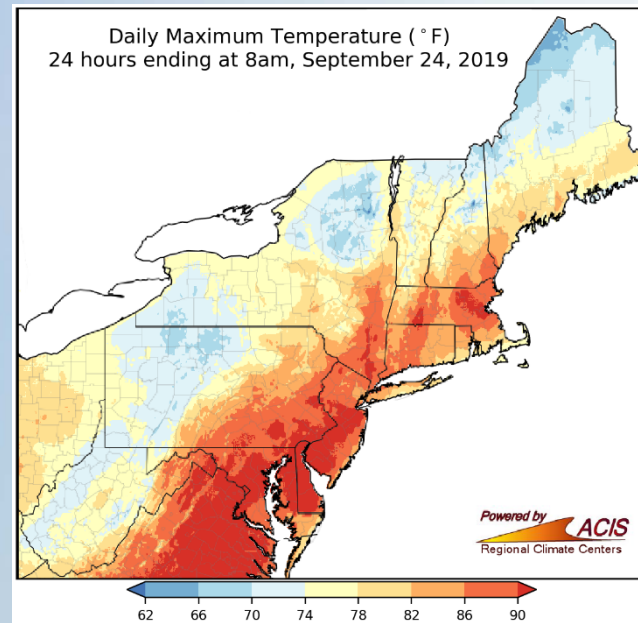 Daily Maximum Temperature (°F)
24 hours ending at 8am, September 24, 2019
Powered by
ACIS
Regional Climate Centers
62 66 70 74 78 82 86 90